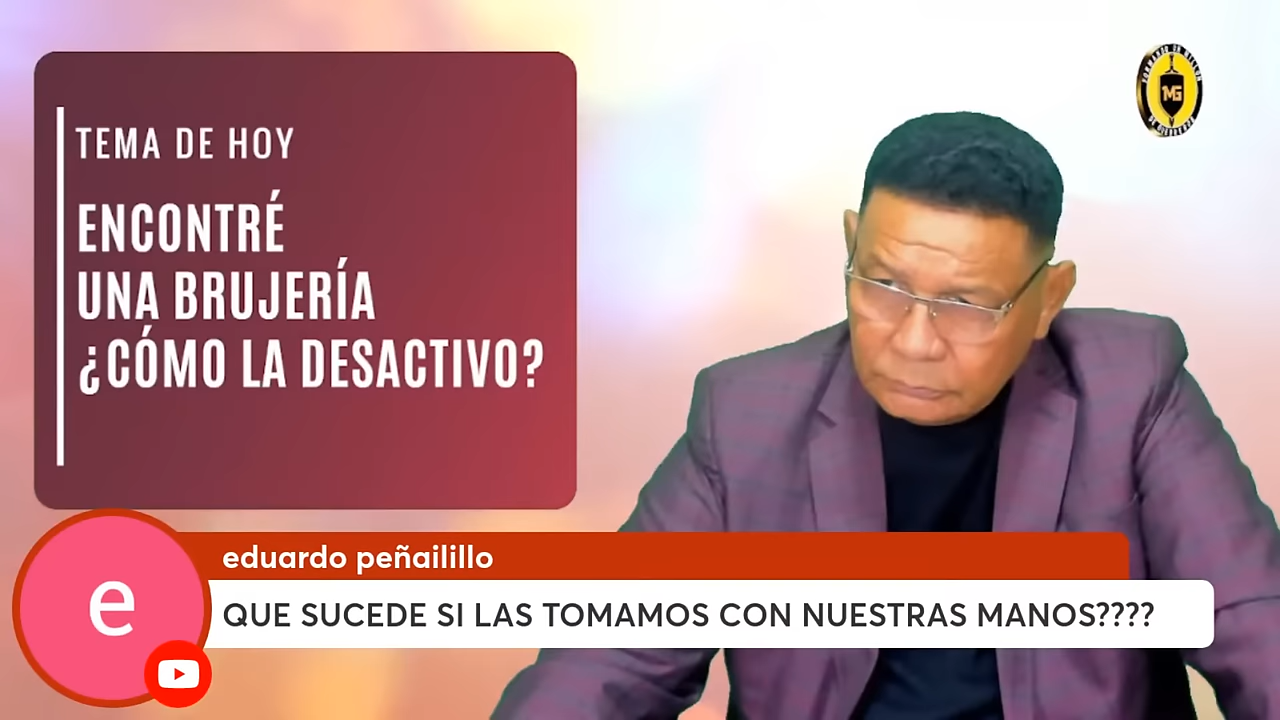 TEMA DE HOY
ENCONTRÉ
UNA BRUJERÍA
¿CÓMO LA DESACTIVO?
MG
eduardo peñailillo
e
QUE SUCEDE SI LAS TOMAMOS CON NUESTRAS MANOS????